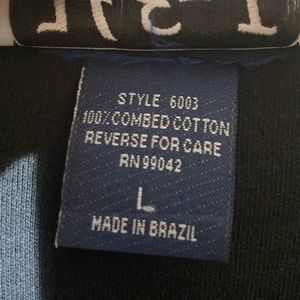 STYLE 6003
100% COMBED COTTON
REVERSE FOR CARE
RN 99042
L
MADE IN BRAZIL